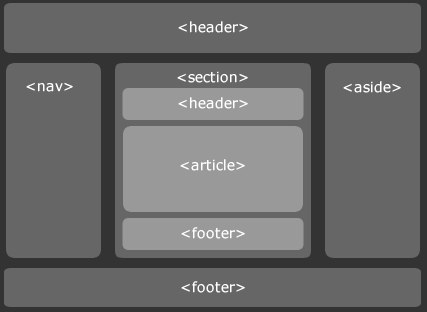 <header>
<nav>
<section>
<header>
<article>
<footer>
<aside>
<footer>